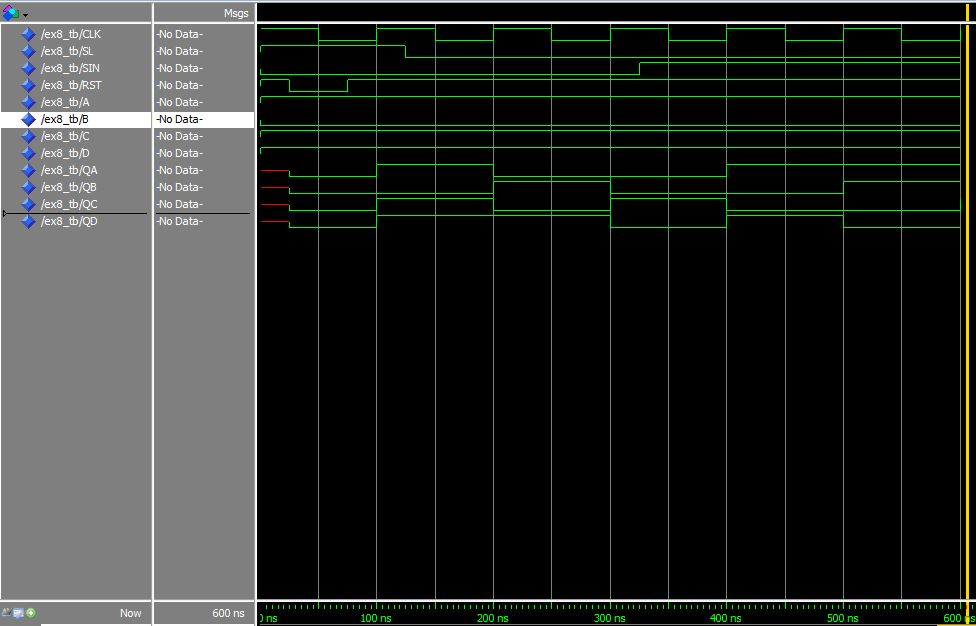 Msgs
/ex8_tb/CLK -No Data-
/ex8_tb/SL -No Data-
/ex8_tb/SIN -No Data-
/ex8_tb/RST -No Data-
/ex8_tb/A -No Data-
/ex8_tb/B -No Data-
/ex8_tb/C -No Data-
/ex8_tb/D -No Data-
/ex8_tb/QA -No Data-
/ex8_tb/QB -No Data-
/ex8_tb/QC -No Data-
/ex8_tb/QD -No Data-
Now 600 ns ns 100 ns 200 ns 300 ns 400 ns 500 ns 600